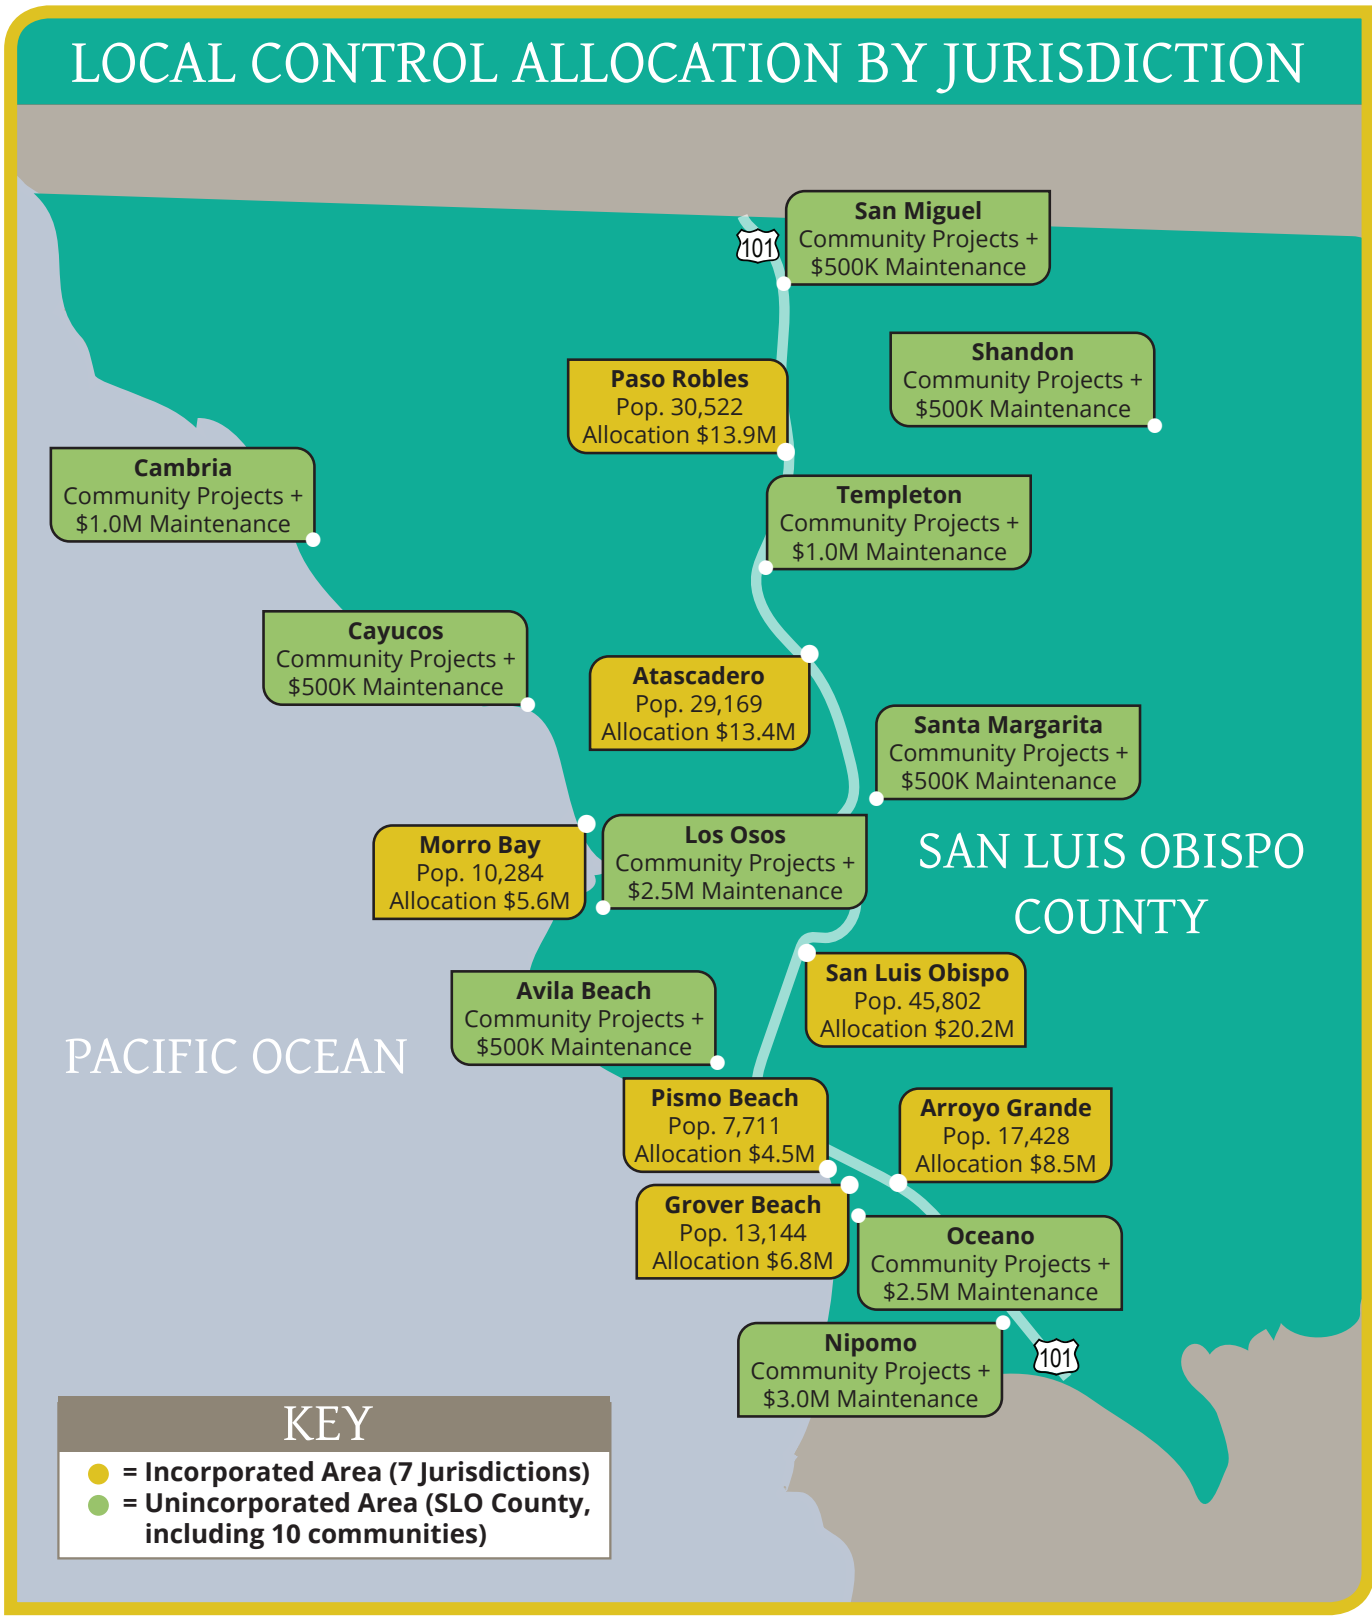 LOCAL CONTROL ALLOCATION BY JURISDICTION
San Miguel
Community Projects +
$500K Maintenance
101
Shandon
Community Projects +
$500K Maintenance
Paso Robles
Pop. 30,522
Allocation $13.9M
Cambria
Community Projects +
$1.0M Maintenance
Templeton
Community Projects +
$1.0M Maintenance
Cayucos
Community Projects +
$500K Maintenance
Atascadero
Pop. 29,169
Allocation $13.4M
Santa Margarita
Community Projects +
$500K Maintenance
Morro Bay
Pop. 10,284
Allocation $5.6M
Los Osos
Community Projects +
$2.5M Maintenance
SAN LUIS OBISPO
COUNTY
San Luis Obispo
Pop. 45,802
Allocation $20.2M
Avila Beach
Community Projects +
$500K Maintenance
PACIFIC OCEAN
Pismo Beach
Pop. 7,711
Allocation $4.5M
Arroyo Grande
Pop. 17,428
Allocation $8.5M
Grover Beach
Pop. 13,144
Allocation $6.8M
Oceano
Community Projects +
$2.5M Maintenance
Nipomo
Community Projects +
$3.0M Maintenance
101
KEY
= Incorporated Area (7 Jurisdictions)
= Unincorporated Area (SLO County,
including 10 communities)